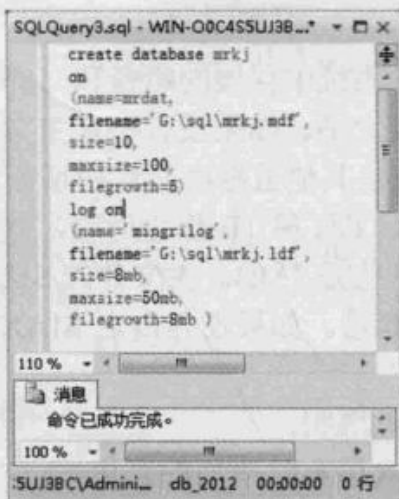 SQLQuery3.sql - WIN-O0C4S5UJ3B...*
create database mrkj
on
(name=mrdat,
filename='G:\sql\mrkj.mdf',
size=10,
maxsize=100,
filegrowth=5)
log on
(name='mingrilog',
filename='G:\sql\mrkj.ldf',
size=8mb,
maxsize=50mb,
filegrowth=8mb )
110 %
消息
命令已成功完成。
100 %
:5UJ3BC\Admini... db_2012 00:00:00 0 行